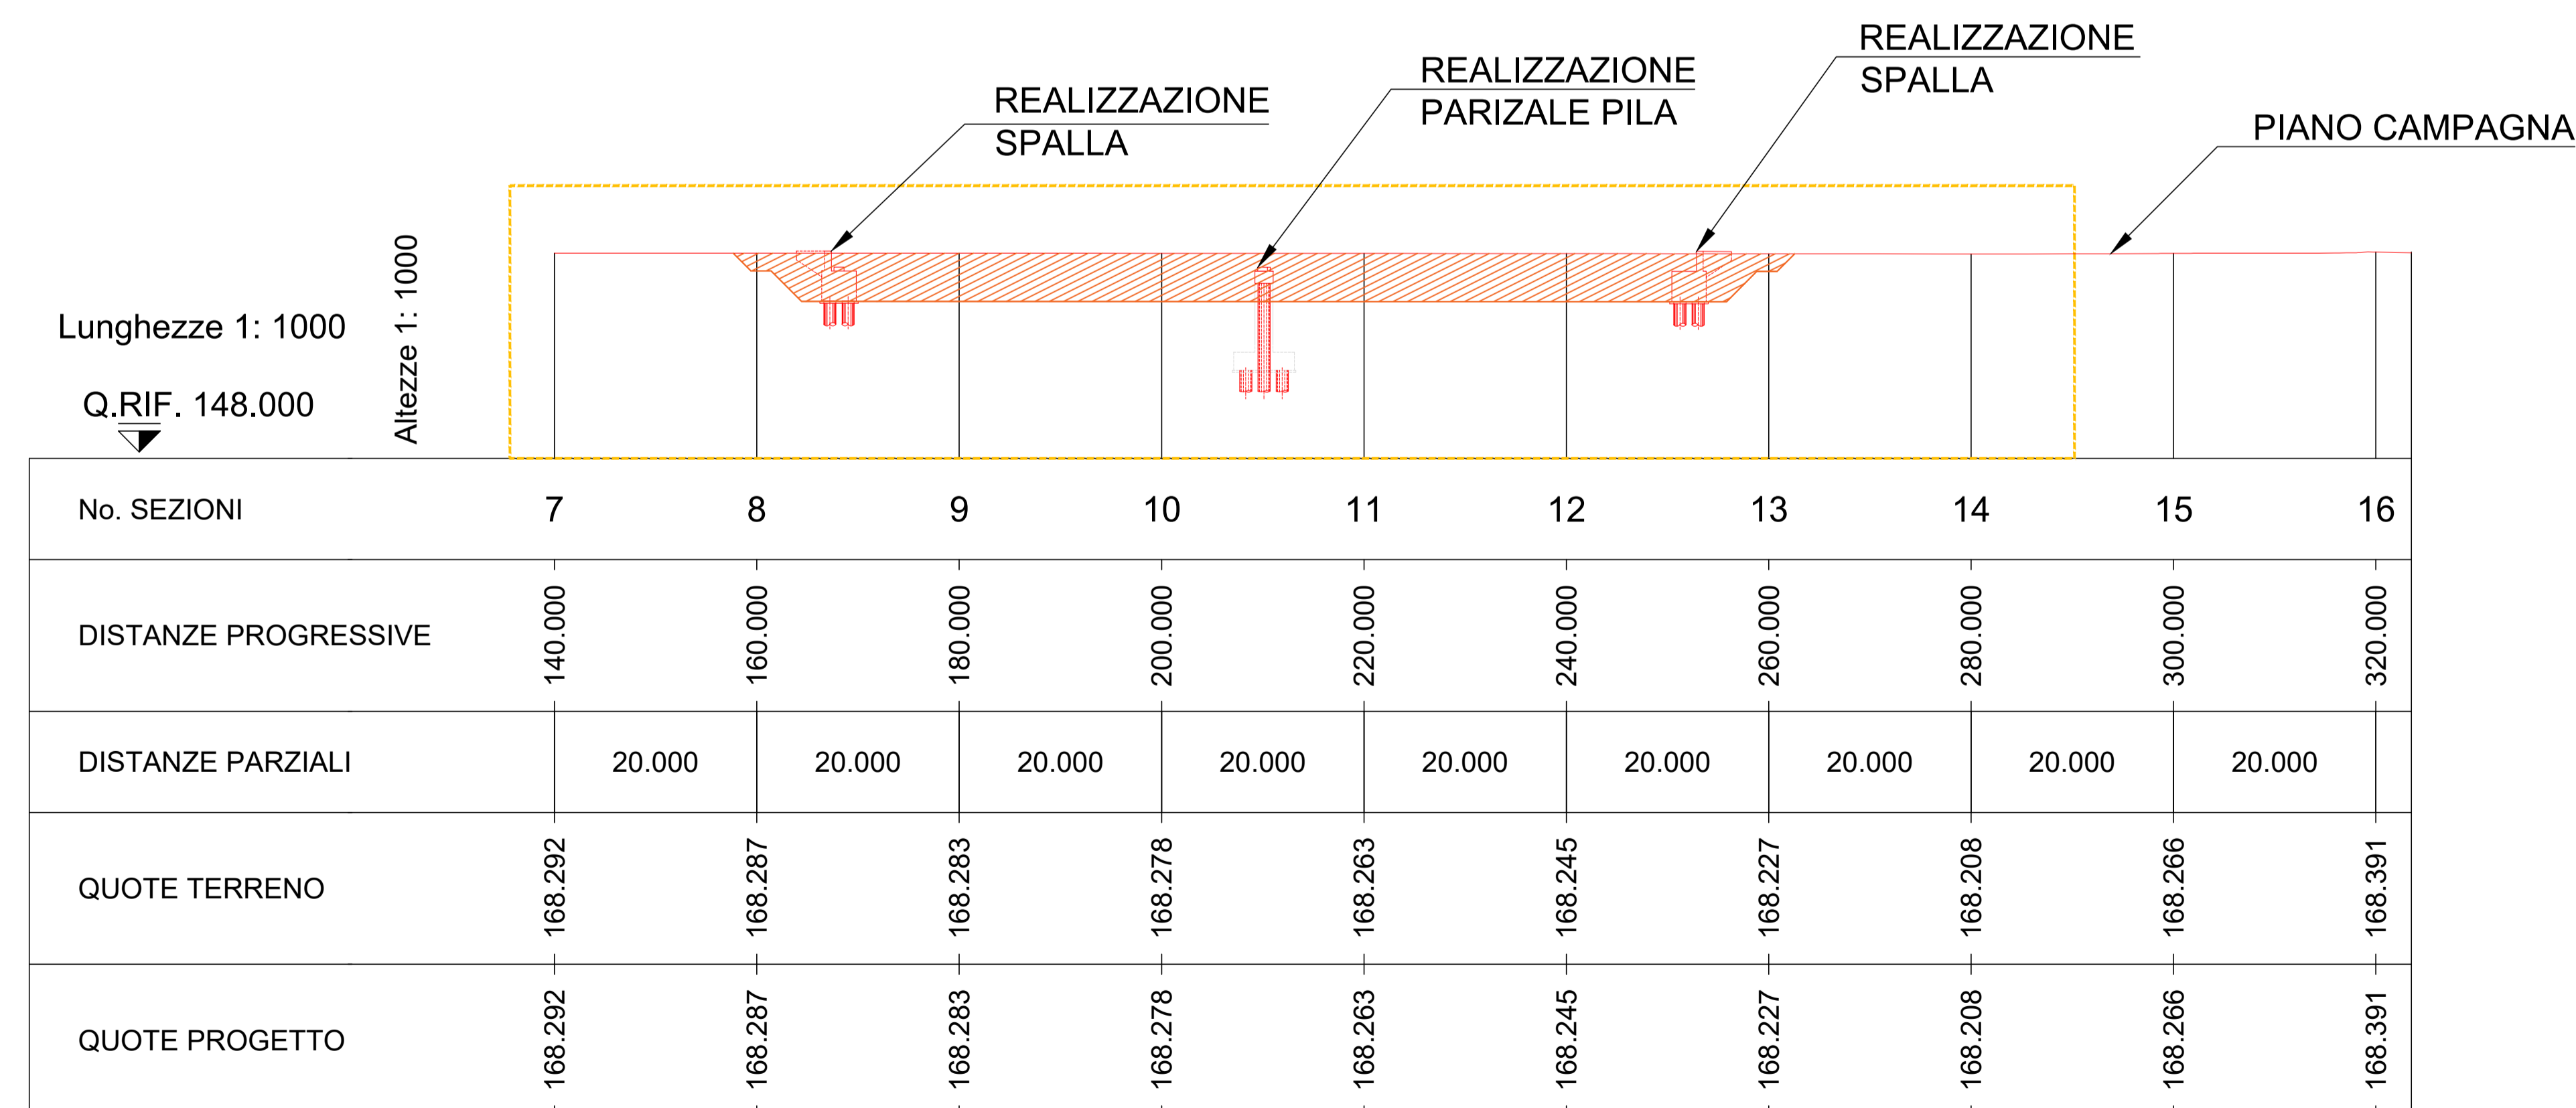 REALIZZAZIONE
SPALLA
REALIZZAZIONE
PARIZALE PILA
REALIZZAZIONE
SPALLA
PIANO CAMPAGNA
Lunghezze 1: 1000
Altezze 1: 1000
Q.RIF. 148.000
No. SEZIONI 7 8 9 10 11 12 13 14 15 16
DISTANZE PROGRESSIVE 140.000 160.000 180.000 200.000 220.000 240.000 260.000 280.000 300.000 320.000
DISTANZE PARZIALI 20.000 20.000 20.000 20.000 20.000 20.000 20.000 20.000 20.000
QUOTE TERRENO 168.292 168.287 168.283 168.278 168.263 168.245 168.227 168.208 168.266 168.391
QUOTE PROGETTO 168.292 168.287 168.283 168.278 168.263 168.245 168.227 168.208 168.266 168.391